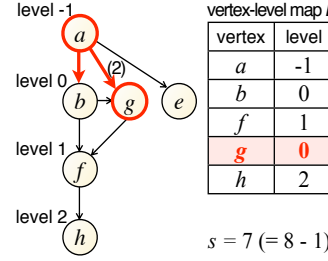 level -1
a
(2)
level 0
b
g
e
level 1
f
level 2
h
vertex-level map
vertex level
a -1
b 0
f 1
g 0
h 2
s = 7 (= 8 - 1)